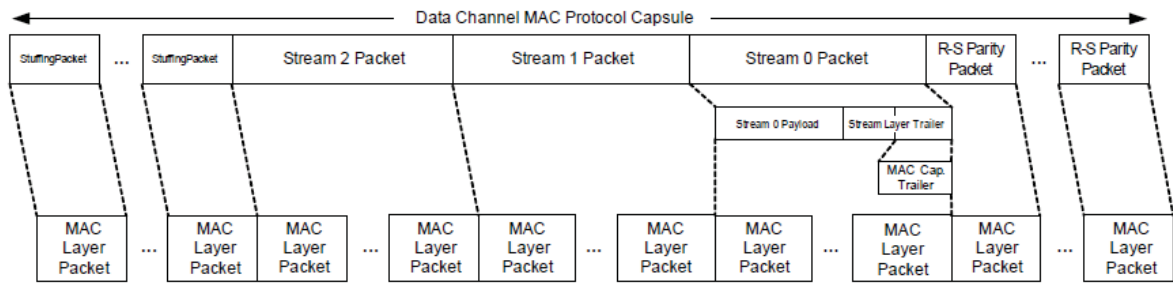 Data Channel MAC Protocol Capsule
StuffingPacket ... StuffingPacket Stream 2 Packet Stream 1 Packet Stream 0 Packet R-S Parity Packet ... R-S Parity Packet
Stream 0 Payload Stream Layer Trailer
MAC Cap.
Trailer
MAC Layer Packet ... MAC Layer Packet MAC Layer Packet ... MAC Layer Packet MAC Layer Packet ... MAC Layer Packet MAC Layer Packet ... MAC Layer Packet MAC Layer Packet ... MAC Layer Packet